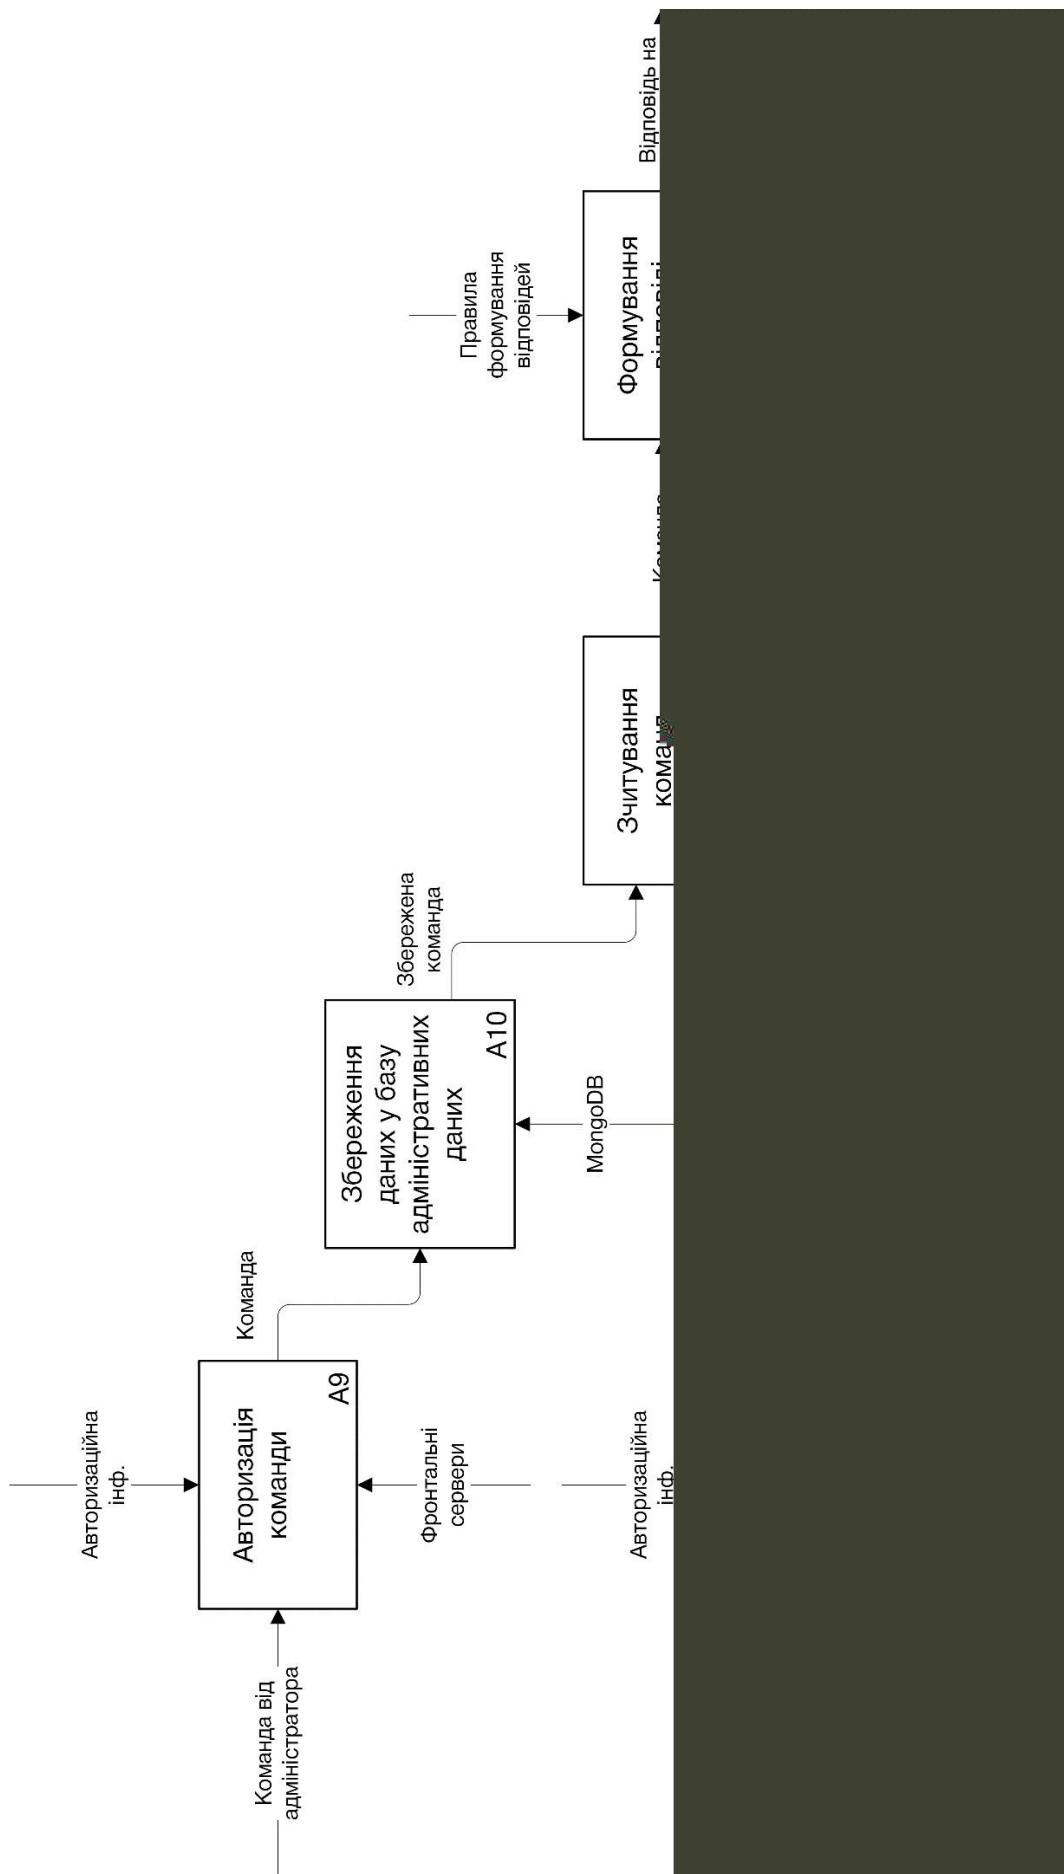 Команда від
адміністратора
Авторизаційна
інф.
Авторизація
команди
A9
Фронтальні
сервери
Команда
Збереження
даних у базу
адміністративних
даних
A10
MongoDB
Збережена
команда
Зчитування
Правила
формування
відповідей
Формування
Відповідь на
Авторизаційна
інф.